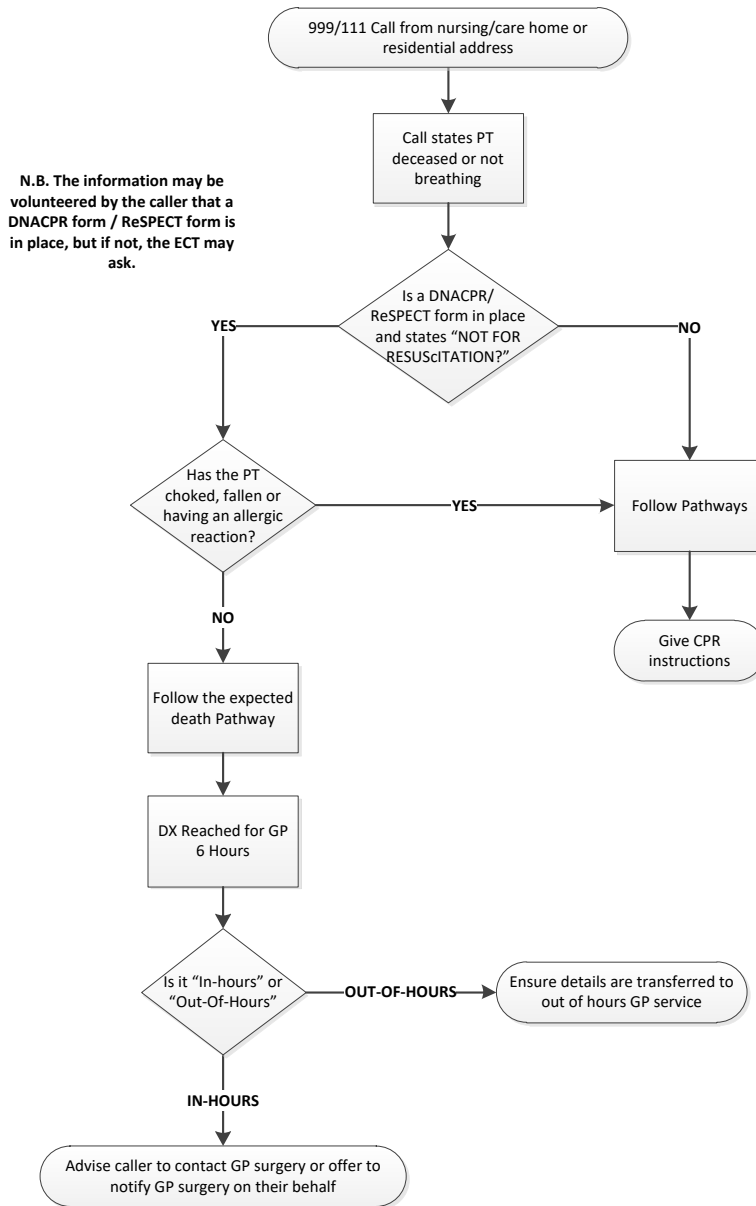 999/111 Call from nursing/care home or
residential address
Call states PT
deceased or not
breathing
N.B. The information may be
volunteered by the caller that a
DNACPR form / ReSPECT form is
in place, but if not, the ECT may
ask.
Is a DNACPR/
ReSPECT form in place
and states “NOT FOR
RESUScITATION?”
YES
NO
Has the PT
choked, fallen or
having an allergic
reaction?
YES
Follow Pathways
NO
Give CPR
instructions
Follow the expected
death Pathway
DX Reached for GP
6 Hours
Is it “In-hours” or
“Out-Of-Hours”
OUT-OF-HOURS
Ensure details are transferred to
out of hours GP service
IN-HOURS
Advise caller to contact GP surgery or offer to
notify GP surgery on their behalf